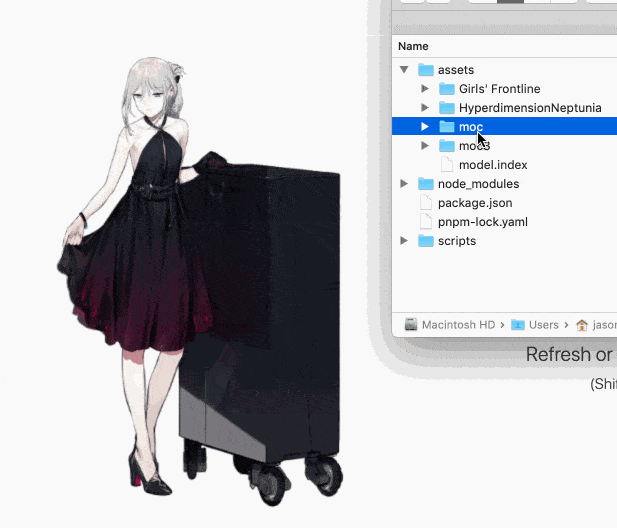 Name
assets
Girls' Frontline
HyperdimensionNeptunia
moc
moc3
model.index
node_modules
package.json
pnpm-lock.yaml
scripts
Macintosh HD › Users › jason
Refresh or